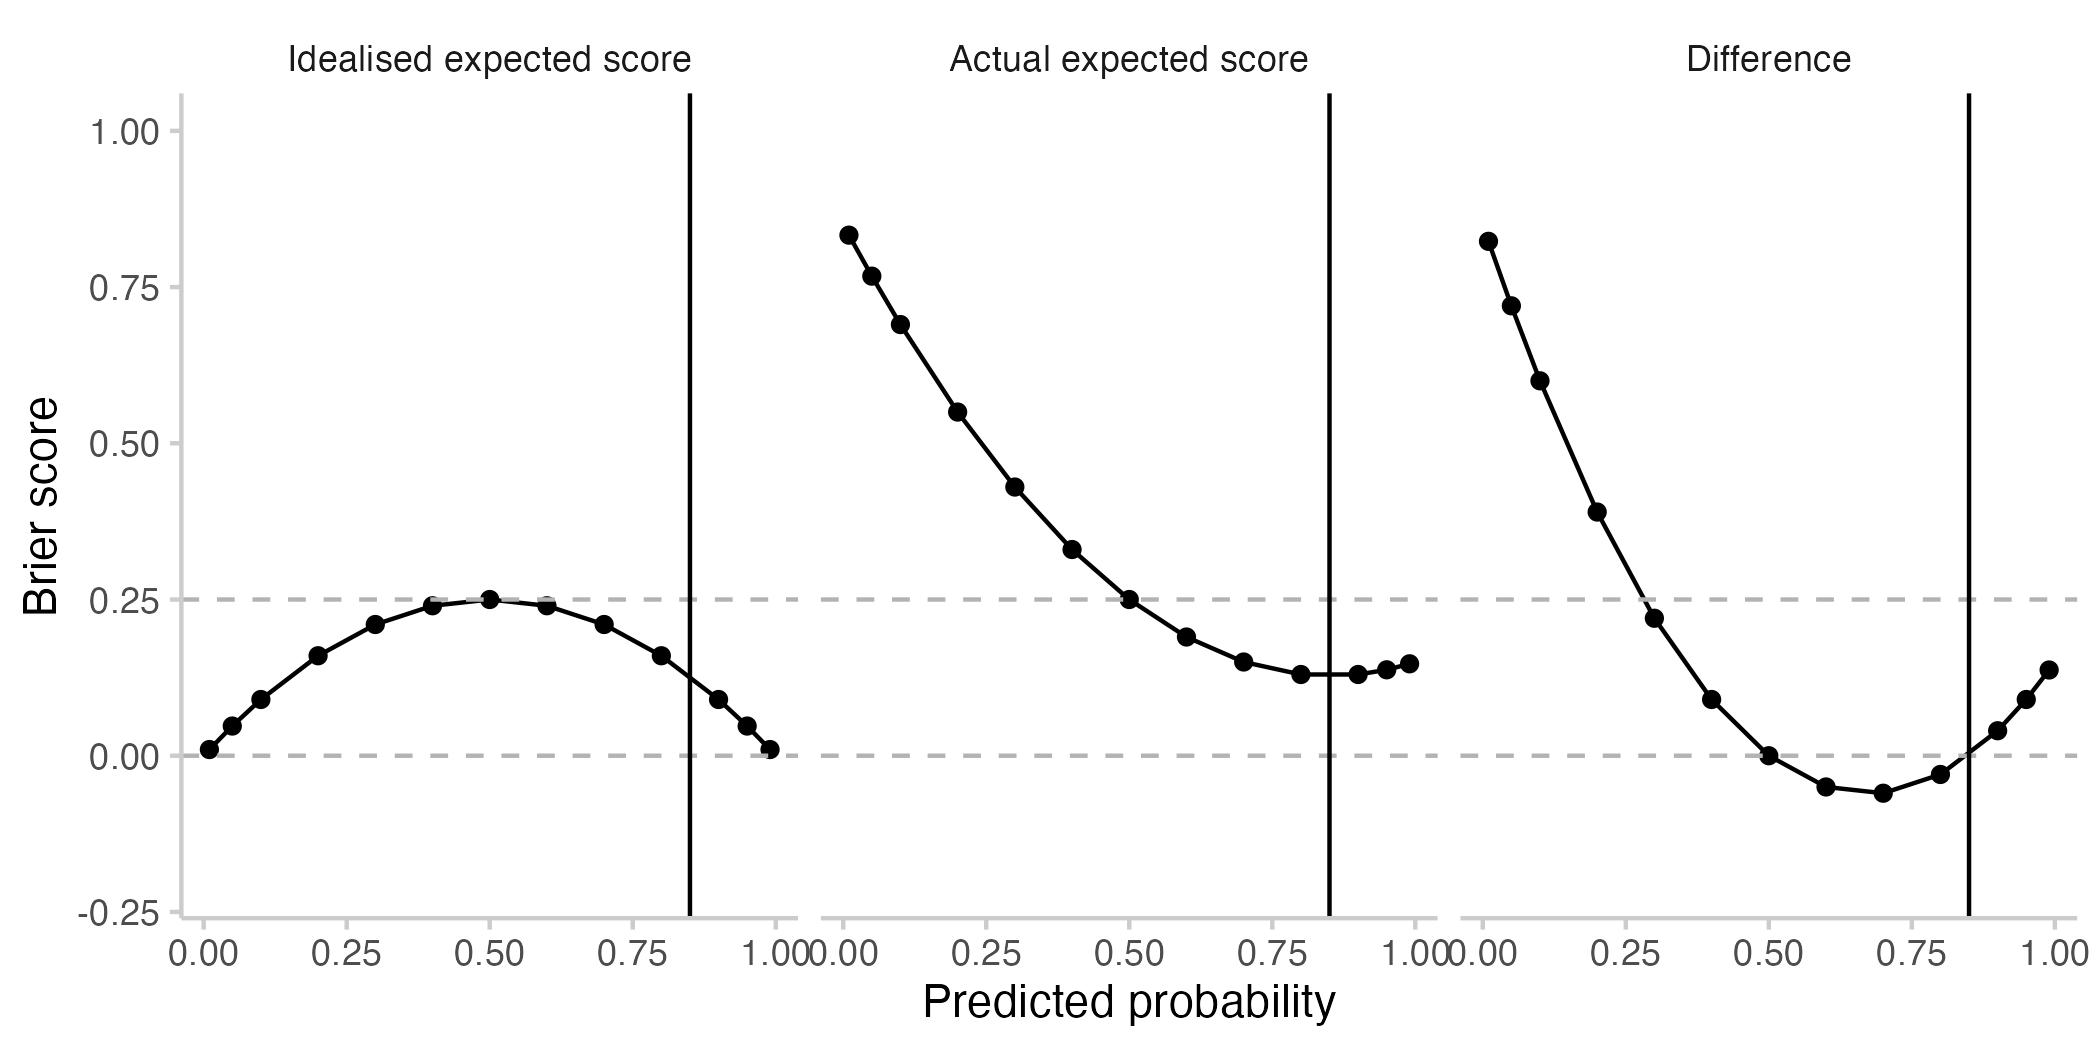 Idealised expected score
Actual expected score
Difference
Brier score
1.00
0.75
0.50
0.25
0.00
-0.25
0.00 0.25 0.50 0.75 1.00
0.00 0.25 0.50 0.75 1.00
0.00 0.25 0.50 0.75 1.00
Predicted probability